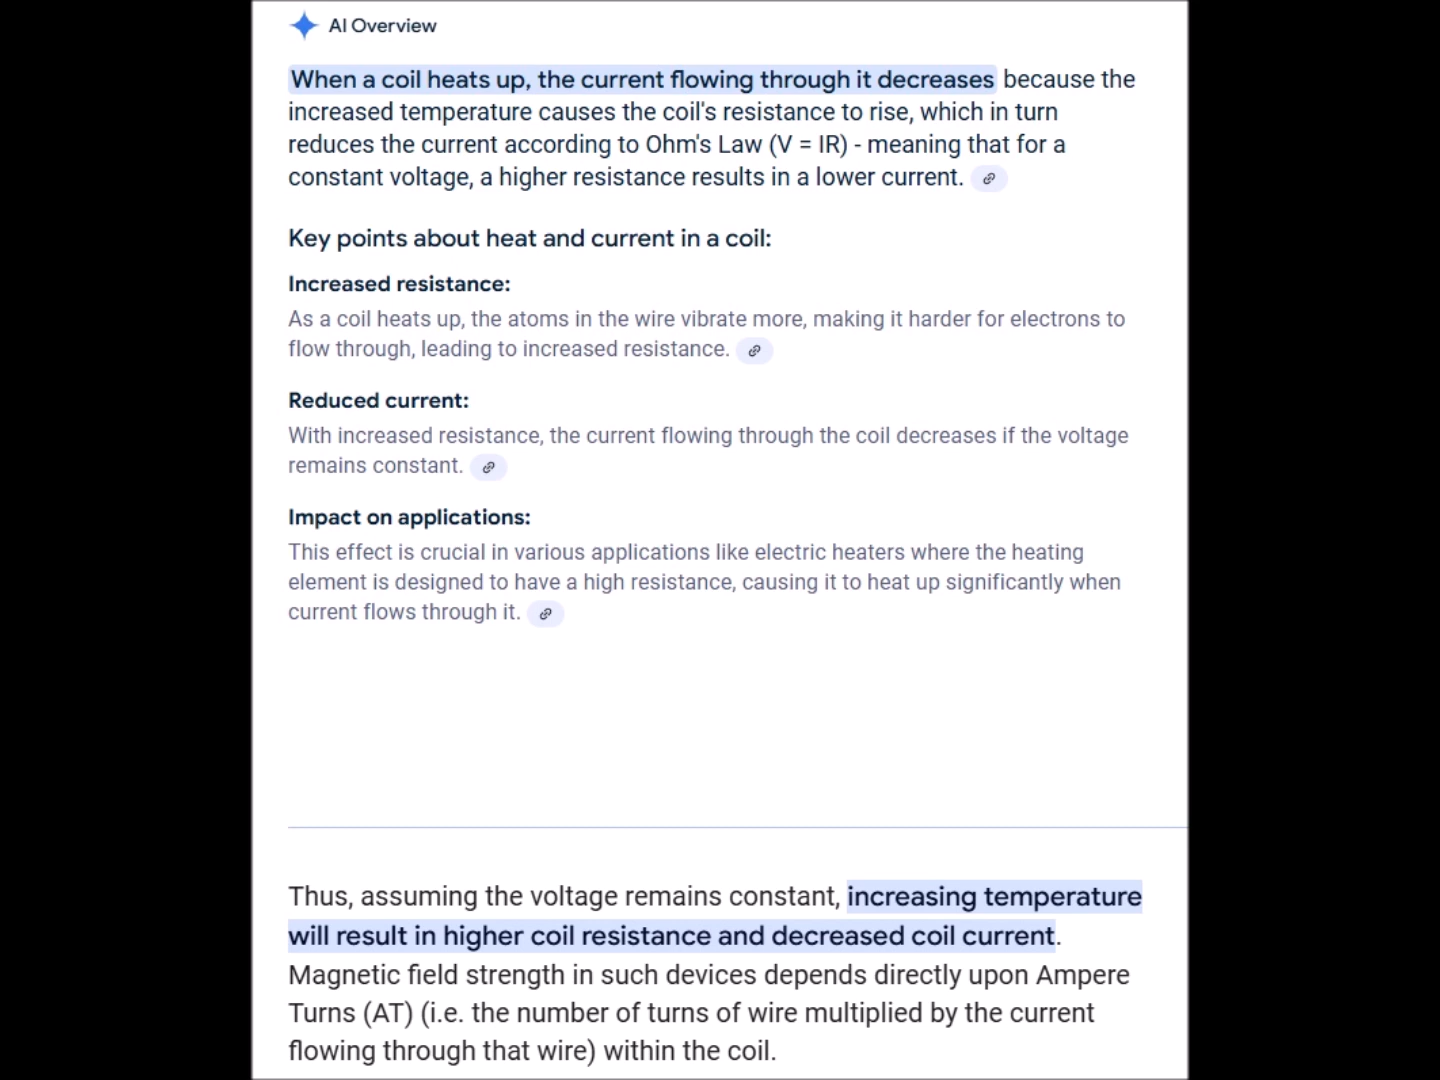 AI Overview
When a coil heats up, the current flowing through it decreases because the
increased temperature causes the coil's resistance to rise, which in turn
reduces the current according to Ohm's Law (V = IR) - meaning that for a
constant voltage, a higher resistance results in a lower current.
Key points about heat and current in a coil:
Increased resistance:
As a coil heats up, the atoms in the wire vibrate more, making it harder for electrons to
flow through, leading to increased resistance.
Reduced current:
With increased resistance, the current flowing through the coil decreases if the voltage
remains constant.
Impact on applications:
This effect is crucial in various applications like electric heaters where the heating
element is designed to have a high resistance, causing it to heat up significantly when
current flows through it.
Thus, assuming the voltage remains constant, increasing temperature
will result in higher coil resistance and decreased coil current.
Magnetic field strength in such devices depends directly upon Ampere
Turns (AT) (i.e. the number of turns of wire multiplied by the current
flowing through that wire) within the coil.